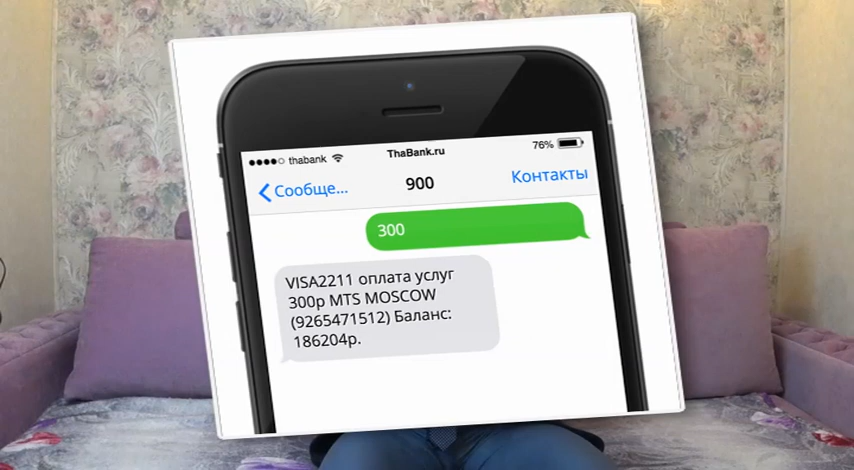 thabank ThaBank.ru 76%
Сообще... 900 Контакты
300
VISA2211 оплата услуг
300р MTS MOSCOW
(9265471512) Баланс:
186204р.